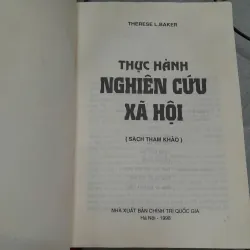 THERESE L.BAKER
THỰC HÀNH
NGHIÊN CỨU
XÃ HỘI
( SÁCH THAM KHẢO )
NHÀ XUẤT BẢN CHÍNH TRỊ QUỐC GIA
Hà Nội - 1998